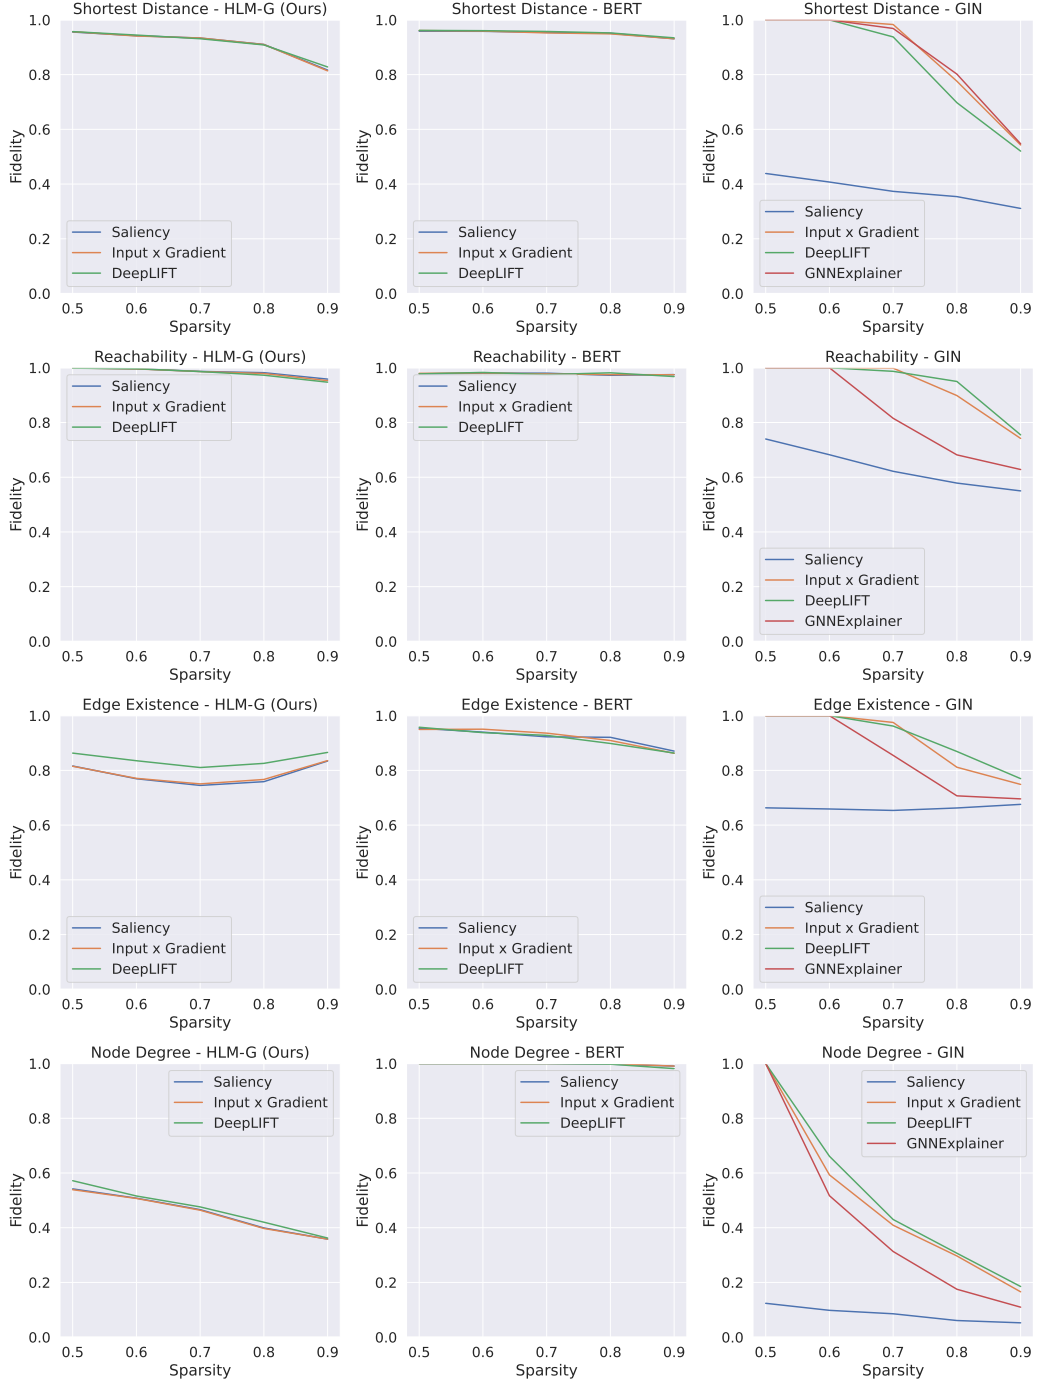 Shortest Distance - HLM-G (Ours)
Fidelity
1.0
0.8
0.6
0.4
0.2
0.0
Saliency
Input x Gradient
DeepLIFT
0.5 0.6 0.7 0.8 0.9
Sparsity
Shortest Distance - BERT
Fidelity
1.0
0.8
0.6
0.4
0.2
0.0
Saliency
Input x Gradient
DeepLIFT
0.5 0.6 0.7 0.8 0.9
Sparsity
Shortest Distance - GIN
Fidelity
1.0
0.8
0.6
0.4
0.2
0.0
Saliency
Input x Gradient
DeepLIFT
GNNExplainer
0.5 0.6 0.7 0.8 0.9
Sparsity
Reachability - HLM-G (Ours)
Fidelity
1.0
0.8
0.6
0.4
0.2
0.0
Saliency
Input x Gradient
DeepLIFT
0.5 0.6 0.7 0.8 0.9
Sparsity
Reachability - BERT
Fidelity
1.0
0.8
0.6
0.4
0.2
0.0
Saliency
Input x Gradient
DeepLIFT
0.5 0.6 0.7 0.8 0.9
Sparsity
Reachability - GIN
Fidelity
1.0
0.8
0.6
0.4
0.2
0.0
Saliency
Input x Gradient
DeepLIFT
GNNExplainer
0.5 0.6 0.7 0.8 0.9
Sparsity
Edge Existence - HLM-G (Ours)
Fidelity
1.0
0.8
0.6
0.4
0.2
0.0
Saliency
Input x Gradient
DeepLIFT
0.5 0.6 0.7 0.8 0.9
Sparsity
Edge Existence - BERT
Fidelity
1.0
0.8
0.6
0.4
0.2
0.0
Saliency
Input x Gradient
DeepLIFT
0.5 0.6 0.7 0.8 0.9
Sparsity
Edge Existence - GIN
Fidelity
1.0
0.8
0.6
0.4
0.2
0.0
Saliency
Input x Gradient
DeepLIFT
GNNExplainer
0.5 0.6 0.7 0.8 0.9
Sparsity
Node Degree - HLM-G (Ours)
Fidelity
1.0
0.8
0.6
0.4
0.2
0.0
Saliency
Input x Gradient
DeepLIFT
0.5 0.6 0.7 0.8 0.9
Sparsity
Node Degree - BERT
Fidelity
1.0
0.8
0.6
0.4
0.2
0.0
Saliency
Input x Gradient
DeepLIFT
0.5 0.6 0.7 0.8 0.9
Sparsity
Node Degree - GIN
Fidelity
1.0
0.8
0.6
0.4
0.2
0.0
Saliency
Input x Gradient
DeepLIFT
GNNExplainer
0.5 0.6 0.7 0.8 0.9
Sparsity